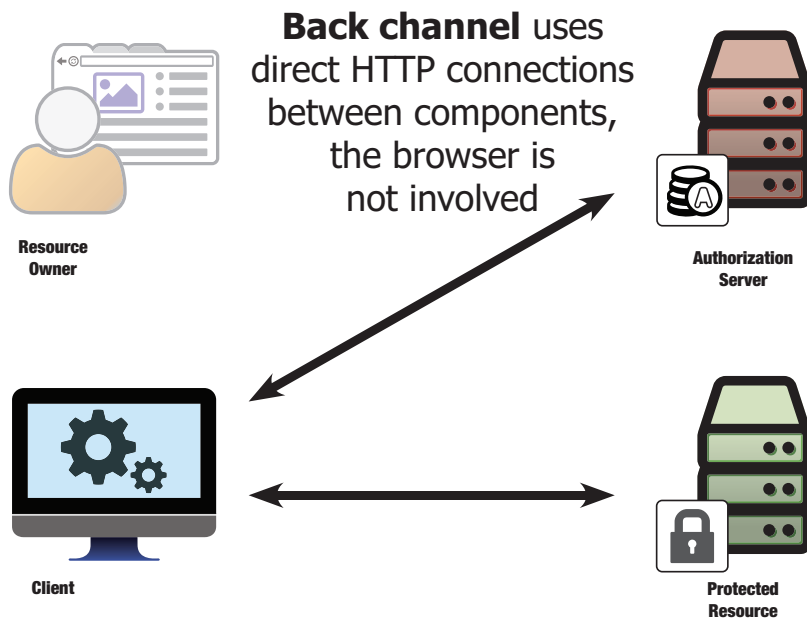 Back channel uses
direct HTTP connections
between components,
the browser is
not involved
Resource
Owner
A
Authorization
Server
Client
Protected
Resource